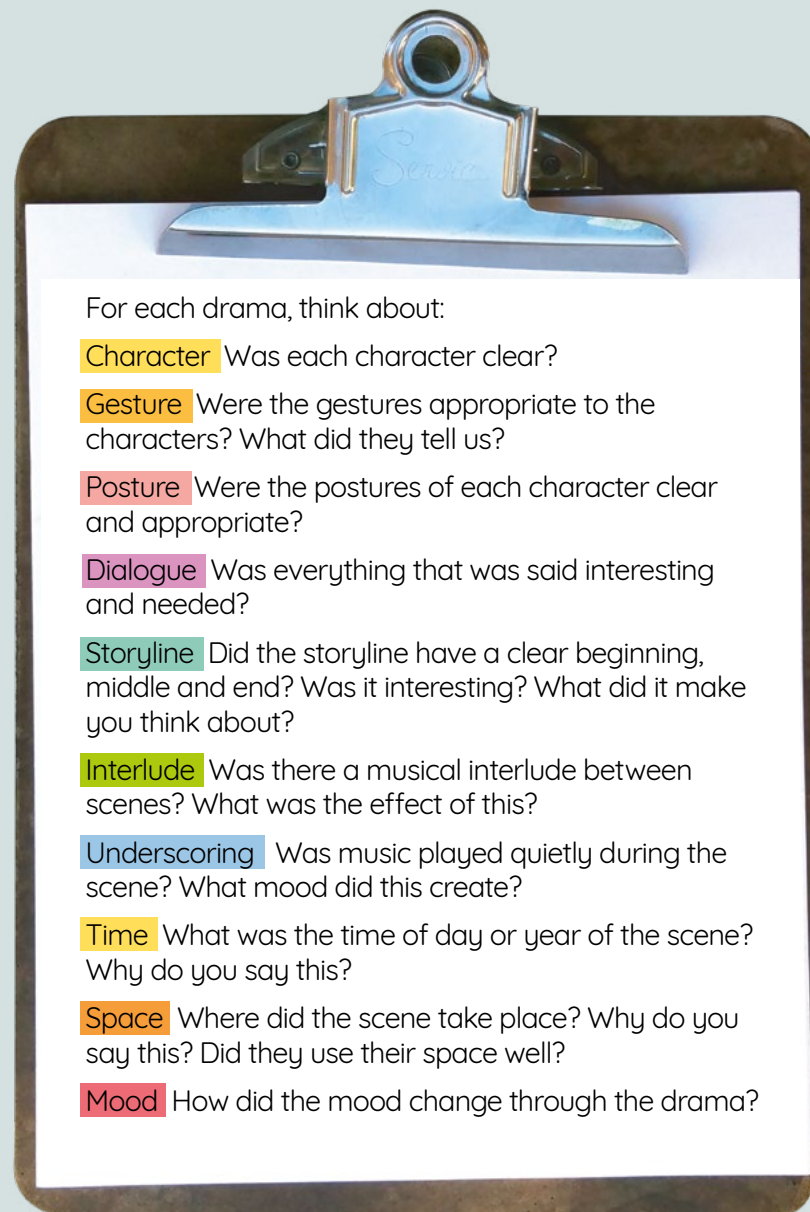 For each drama, think about:
Character Was each character clear?
Gesture Were the gestures appropriate to the
characters? What did they tell us?
Posture Were the postures of each character clear
and appropriate?
Dialogue Was everything that was said interesting
and needed?
Storyline Did the storyline have a clear beginning,
middle and end? Was it interesting? What did it make
you think about?
Interlude Was there a musical interlude between
scenes? What was the effect of this?
Underscoring Was music played quietly during the
scene? What mood did this create?
Time What was the time of day or year of the scene?
Why do you say this?
Space Where did the scene take place? Why do you
say this? Did they use their space well?
Mood How did the mood change through the drama?